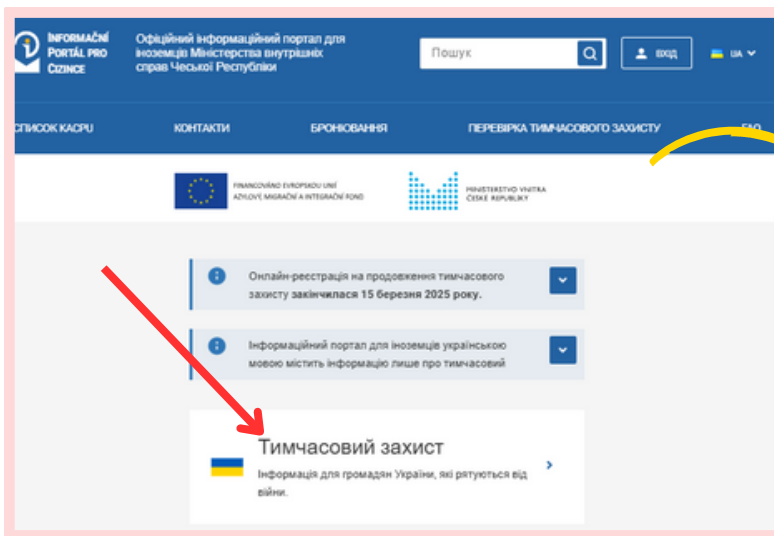 INFORMAČNÍ
PORTÁL PRO
CIZINCE
Офіційний інформаційний портал для
іноземців Міністерства внутрішніх
справ Чеської Республіки
Пошук
ВХІД
UA
СПИСОК KACPU
КОНТАКТИ
БРОНЮВАННЯ
ПЕРЕВІРКА ТИМЧАСОВОГО ЗАХИСТУ
FAQ
FINANCOVÁNO EVROPSKOU UNIÍ
AZYLOVÝ, MIGRAČNÍ A INTEGRAČNÍ FOND
MINISTERSTVO VNITRA
ČESKÉ REPUBLIKY
Онлайн-реєстрація на продовження тимчасового
захисту закінчилася 15 березня 2025 року.
Інформаційний портал для іноземців українською
мовою містить інформацію лише про тимчасовий
Тимчасовий захист
Інформація для громадян України, які рятуються від
війни.